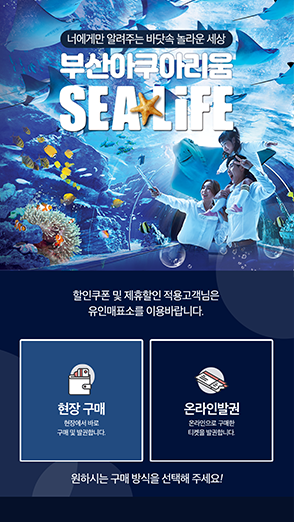 너에게만 알려주는 바닷속 놀라운 세상
부산아쿠아리움
SEA LiFE
할인쿠폰 및 제휴할인 적용고객님은
유인매표소를 이용바랍니다.
현장 구매
현장에서 바로
구매 및 발권합니다.
온라인발권
온라인으로 구매한
티켓을 발권합니다.
원하시는 구매 방식을 선택해 주세요!